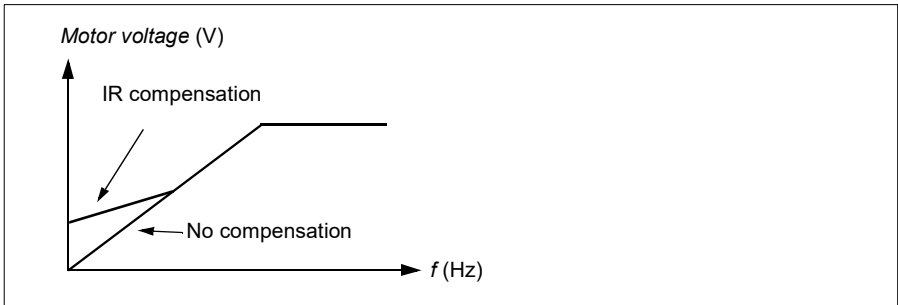 Motor voltage (V)
IR compensation
No compensation
f (Hz)